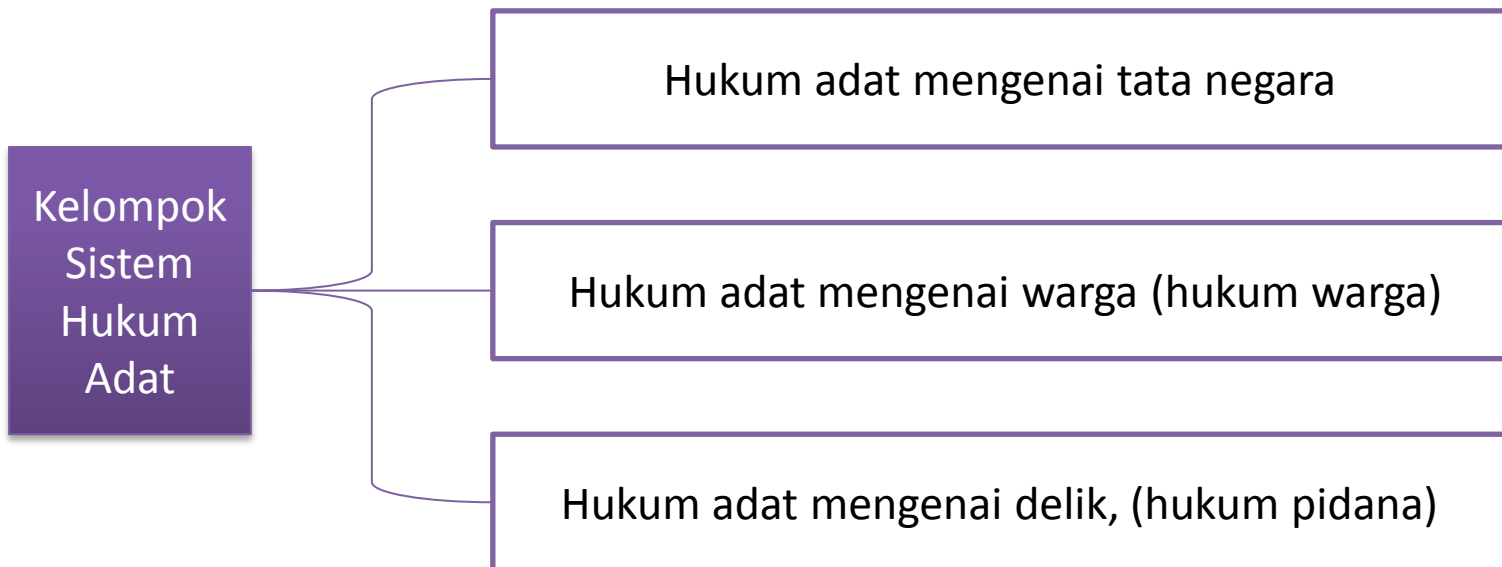 Hukum adat mengenai tata negara
Kelompok
Sistem
Hukum
Adat
Hukum adat mengenai warga (hukum warga)
Hukum adat mengenai delik, (hukum pidana)